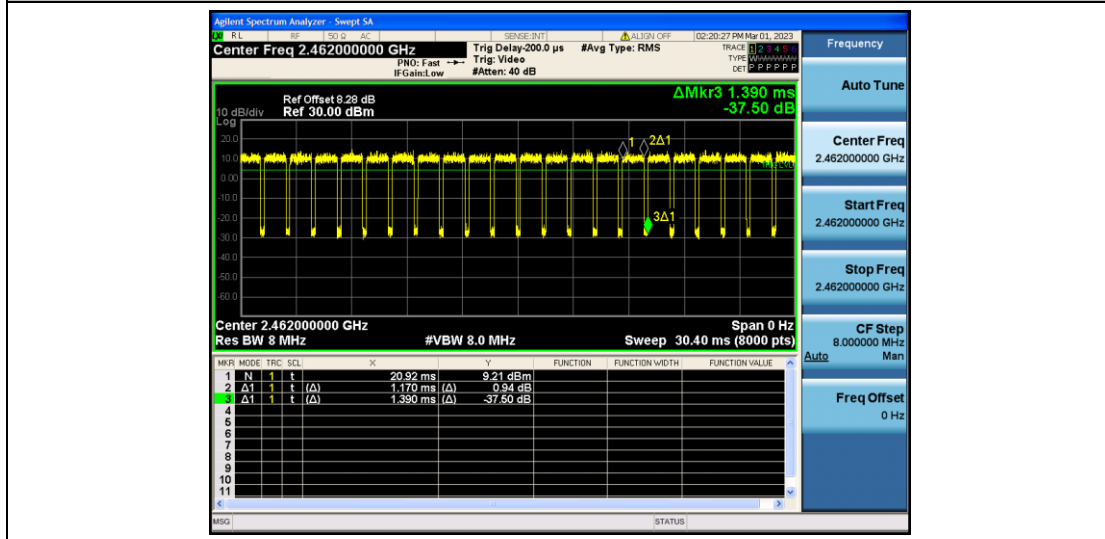 Agilent Spectrum Analyzer - Swept SA
RL RF 50 Ω AC SENSE:INT ALIGN OFF 02:20:27 PM Mar 01, 2023
Center Freq 2.462000000 GHz
PNO: Fast
IFGain:Low
Trig Delay-200.0 µs
Trig: Video
#Atten: 40 dB
#Avg Type: RMS
TRACE 1 2 3 4 5 6
TYPE
DET P P P P P P
ΔMkr3 1.390 ms
-37.50 dB
Ref Offset 8.28 dB
10 dB/div Ref 30.00 dBm
Log
20.0
10.0
0.00
-10.0
-20.0
-30.0
-40.0
-50.0
-60.0
1 2Δ1
3Δ1
Center 2.462000000 GHz Span 0 Hz
Res BW 8 MHz #VBW 8.0 MHz Sweep 30.40 ms (8000 pts)
MKR MODE TRC SCL X Y FUNCTION FUNCTION WIDTH FUNCTION VALUE
1 N 1 t 20.92 ms 9.21 dBm
2 Δ1 1 t (Δ) 1.170 ms (Δ) 0.94 dB
3 Δ1 1 t (Δ) 1.390 ms (Δ) -37.50 dB
4
5
6
7
8
9
10
11
MSG STATUS
Frequency
Auto Tune
Center Freq
2.462000000 GHz
Start Freq
2.462000000 GHz
Stop Freq
2.462000000 GHz
CF Step
8.000000 MHz
Auto Man
Freq Offset
0 Hz